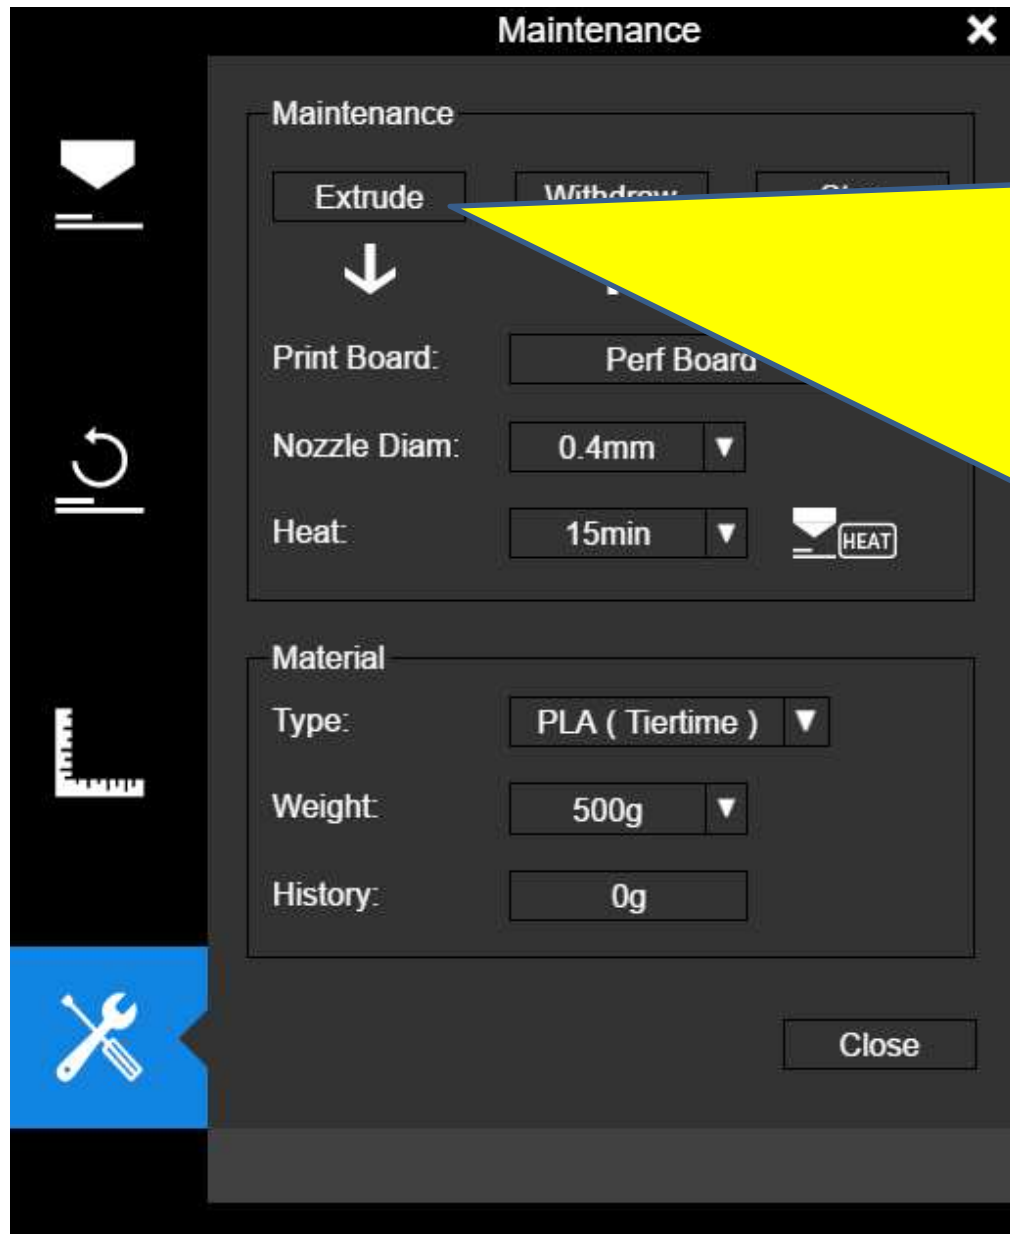 Maintenance
Maintenance
Extrude Withdraw
Print Board: Perf Board
Nozzle Diam: 0.4mm
Heat: 15min HEAT
Material
Type: PLA ( Tiertime )
Weight: 500g
History: 0g
Close